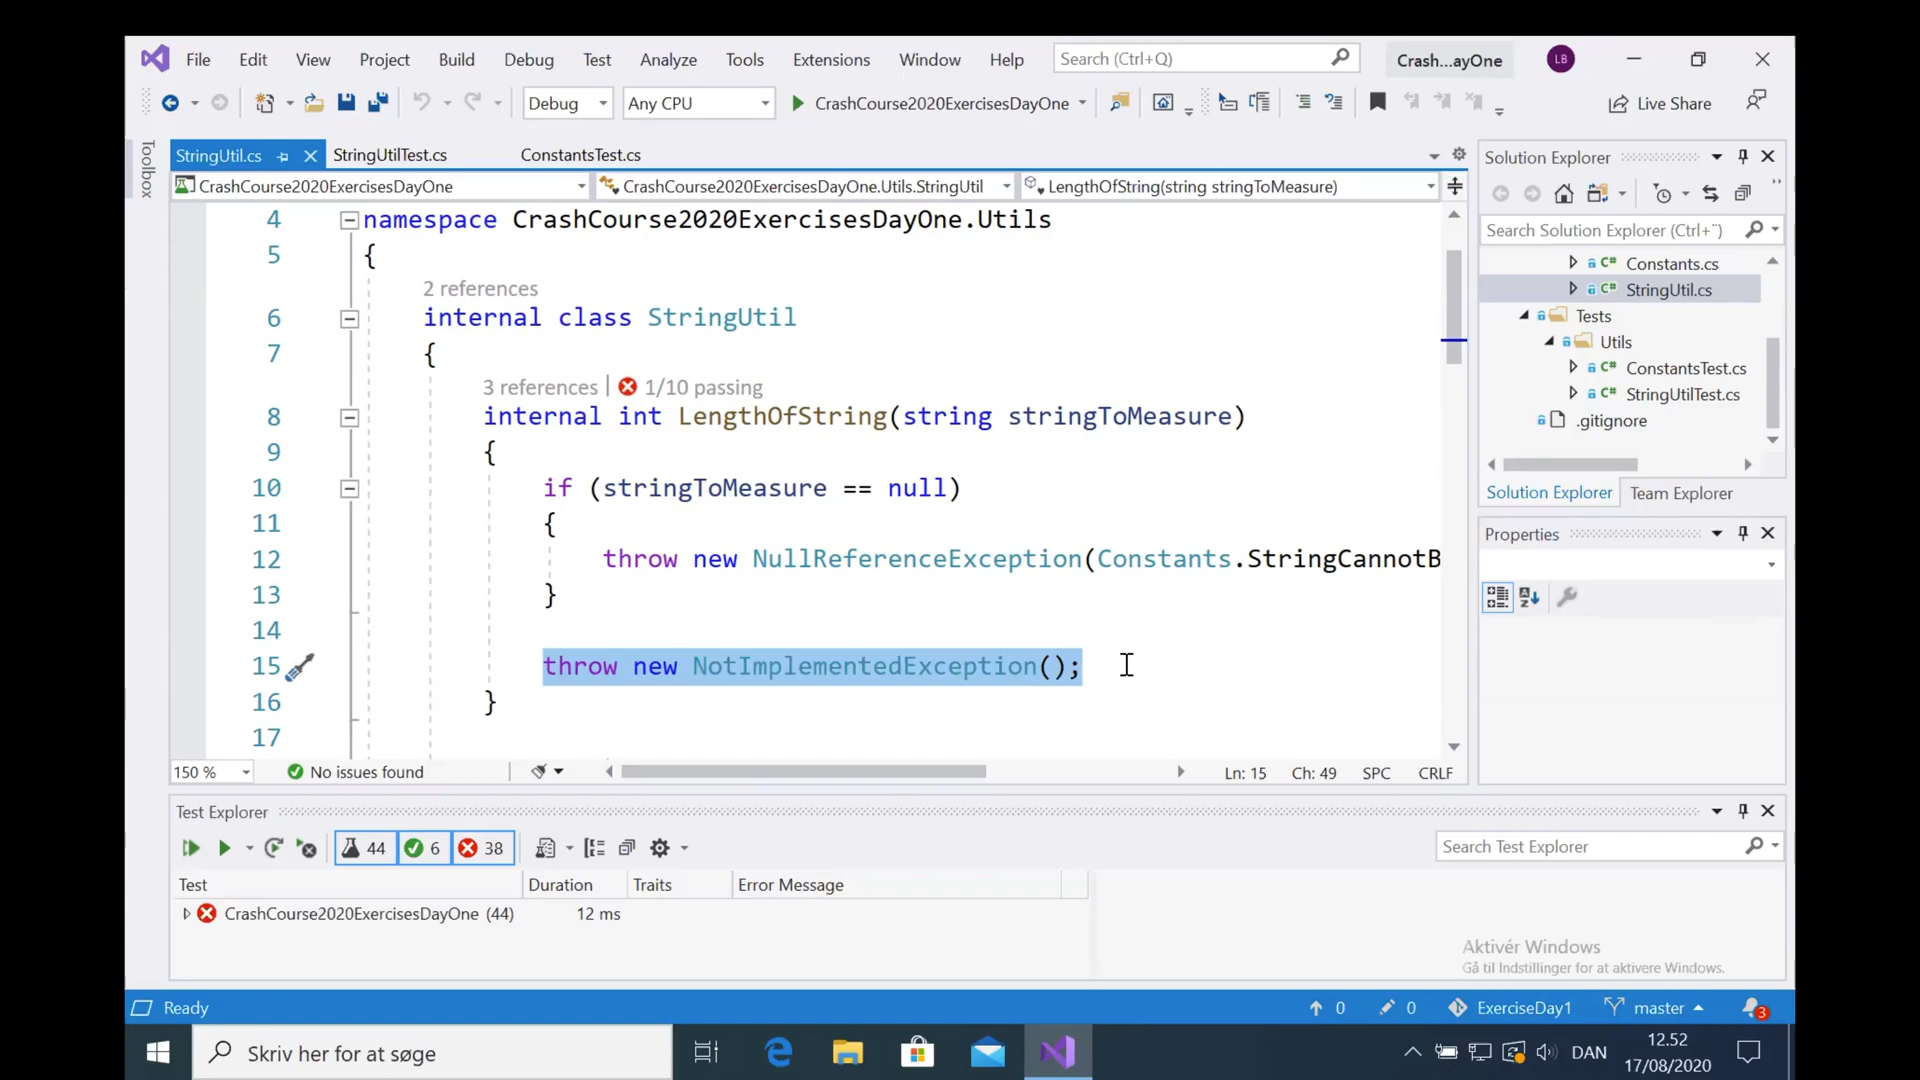 File Edit View Project Build Debug Test Analyze Tools Extensions Window Help Search (Ctrl+Q) Crash...ayOne LB
Debug Any CPU CrashCourse2020ExercisesDayOne Live Share
Toolbox
StringUtil.cs StringUtilTest.cs ConstantsTest.cs
CrashCourse2020ExercisesDayOne CrashCourse2020ExercisesDayOne.Utils.StringUtil LengthOfString(string stringToMeasure)
4 namespace CrashCourse2020ExercisesDayOne.Utils
5 {
2 references
6 internal class StringUtil
7 {
3 references | 1/10 passing
8 internal int LengthOfString(string stringToMeasure)
9 {
10 if (stringToMeasure == null)
11 {
12 throw new NullReferenceException(Constants.StringCannotB
13 }
14
15 throw new NotImplementedException();
16 }
17
150 % No issues found Ln: 15 Ch: 49 SPC CRLF
Solution Explorer
Search Solution Explorer (Ctrl+¨)
C# Constants.cs
C# StringUtil.cs
Tests
Utils
C# ConstantsTest.cs
C# StringUtilTest.cs
.gitignore
Solution Explorer Team Explorer
Properties
Test Explorer
44 6 38 Search Test Explorer
Test Duration Traits Error Message
CrashCourse2020ExercisesDayOne (44) 12 ms
Aktivér Windows
Gå til Indstillinger for at aktivere Windows.
Ready 0 0 ExerciseDay1 master 3
Skriv her for at søge DAN 12.52
17/08/2020